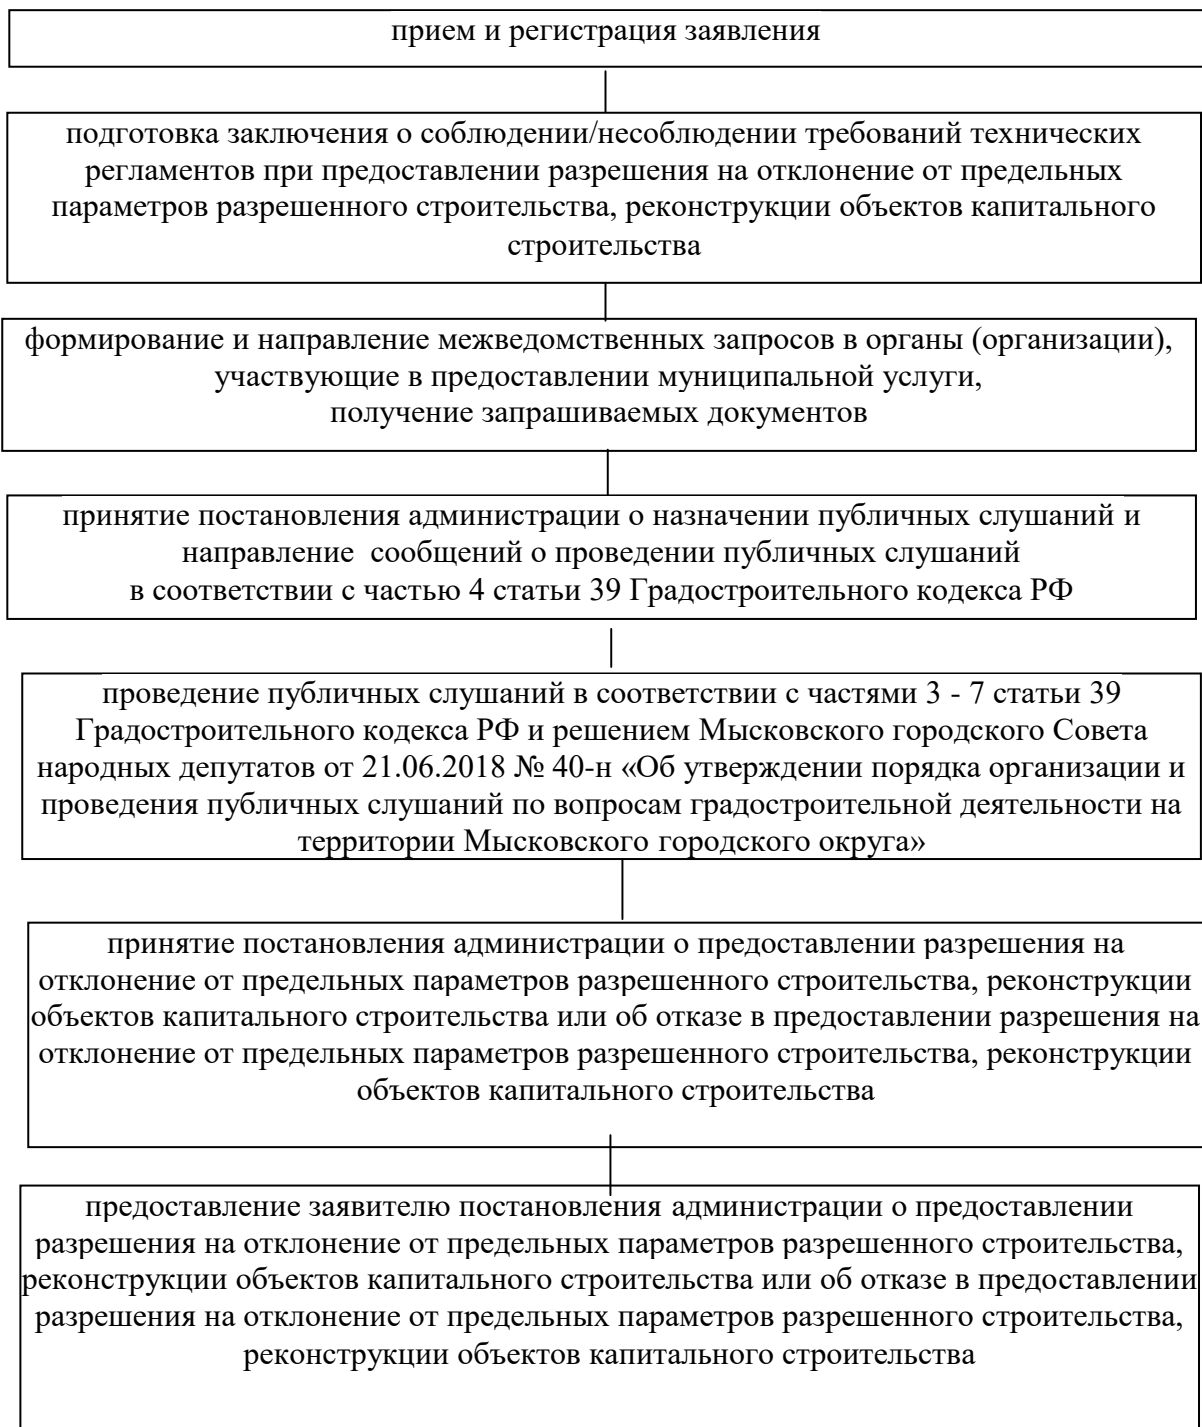 прием и регистрация заявления
подготовка заключения о соблюдении/несоблюдении требований технических
регламентов при предоставлении разрешения на отклонение от предельных
параметров разрешенного строительства, реконструкции объектов капитального
строительства
формирование и направление межведомственных запросов в органы (организации),
участвующие в предоставлении муниципальной услуги,
получение запрашиваемых документов
принятие постановления администрации о назначении публичных слушаний и
направление  сообщений о проведении публичных слушаний
в соответствии с частью 4 статьи 39 Градостроительного кодекса РФ
проведение публичных слушаний в соответствии с частями 3 - 7 статьи 39
Градостроительного кодекса РФ и решением Мысковского городского Совета
народных депутатов от 21.06.2018 № 40-н «Об утверждении порядка организации и
проведения публичных слушаний по вопросам градостроительной деятельности на
территории Мысковского городского округа»
принятие постановления администрации о предоставлении разрешения на
отклонение от предельных параметров разрешенного строительства, реконструкции
объектов капитального строительства или об отказе в предоставлении разрешения на
отклонение от предельных параметров разрешенного строительства, реконструкции
объектов капитального строительства
предоставление заявителю постановления администрации о предоставлении
разрешения на отклонение от предельных параметров разрешенного строительства,
реконструкции объектов капитального строительства или об отказе в предоставлении
разрешения на отклонение от предельных параметров разрешенного строительства,
реконструкции объектов капитального строительства